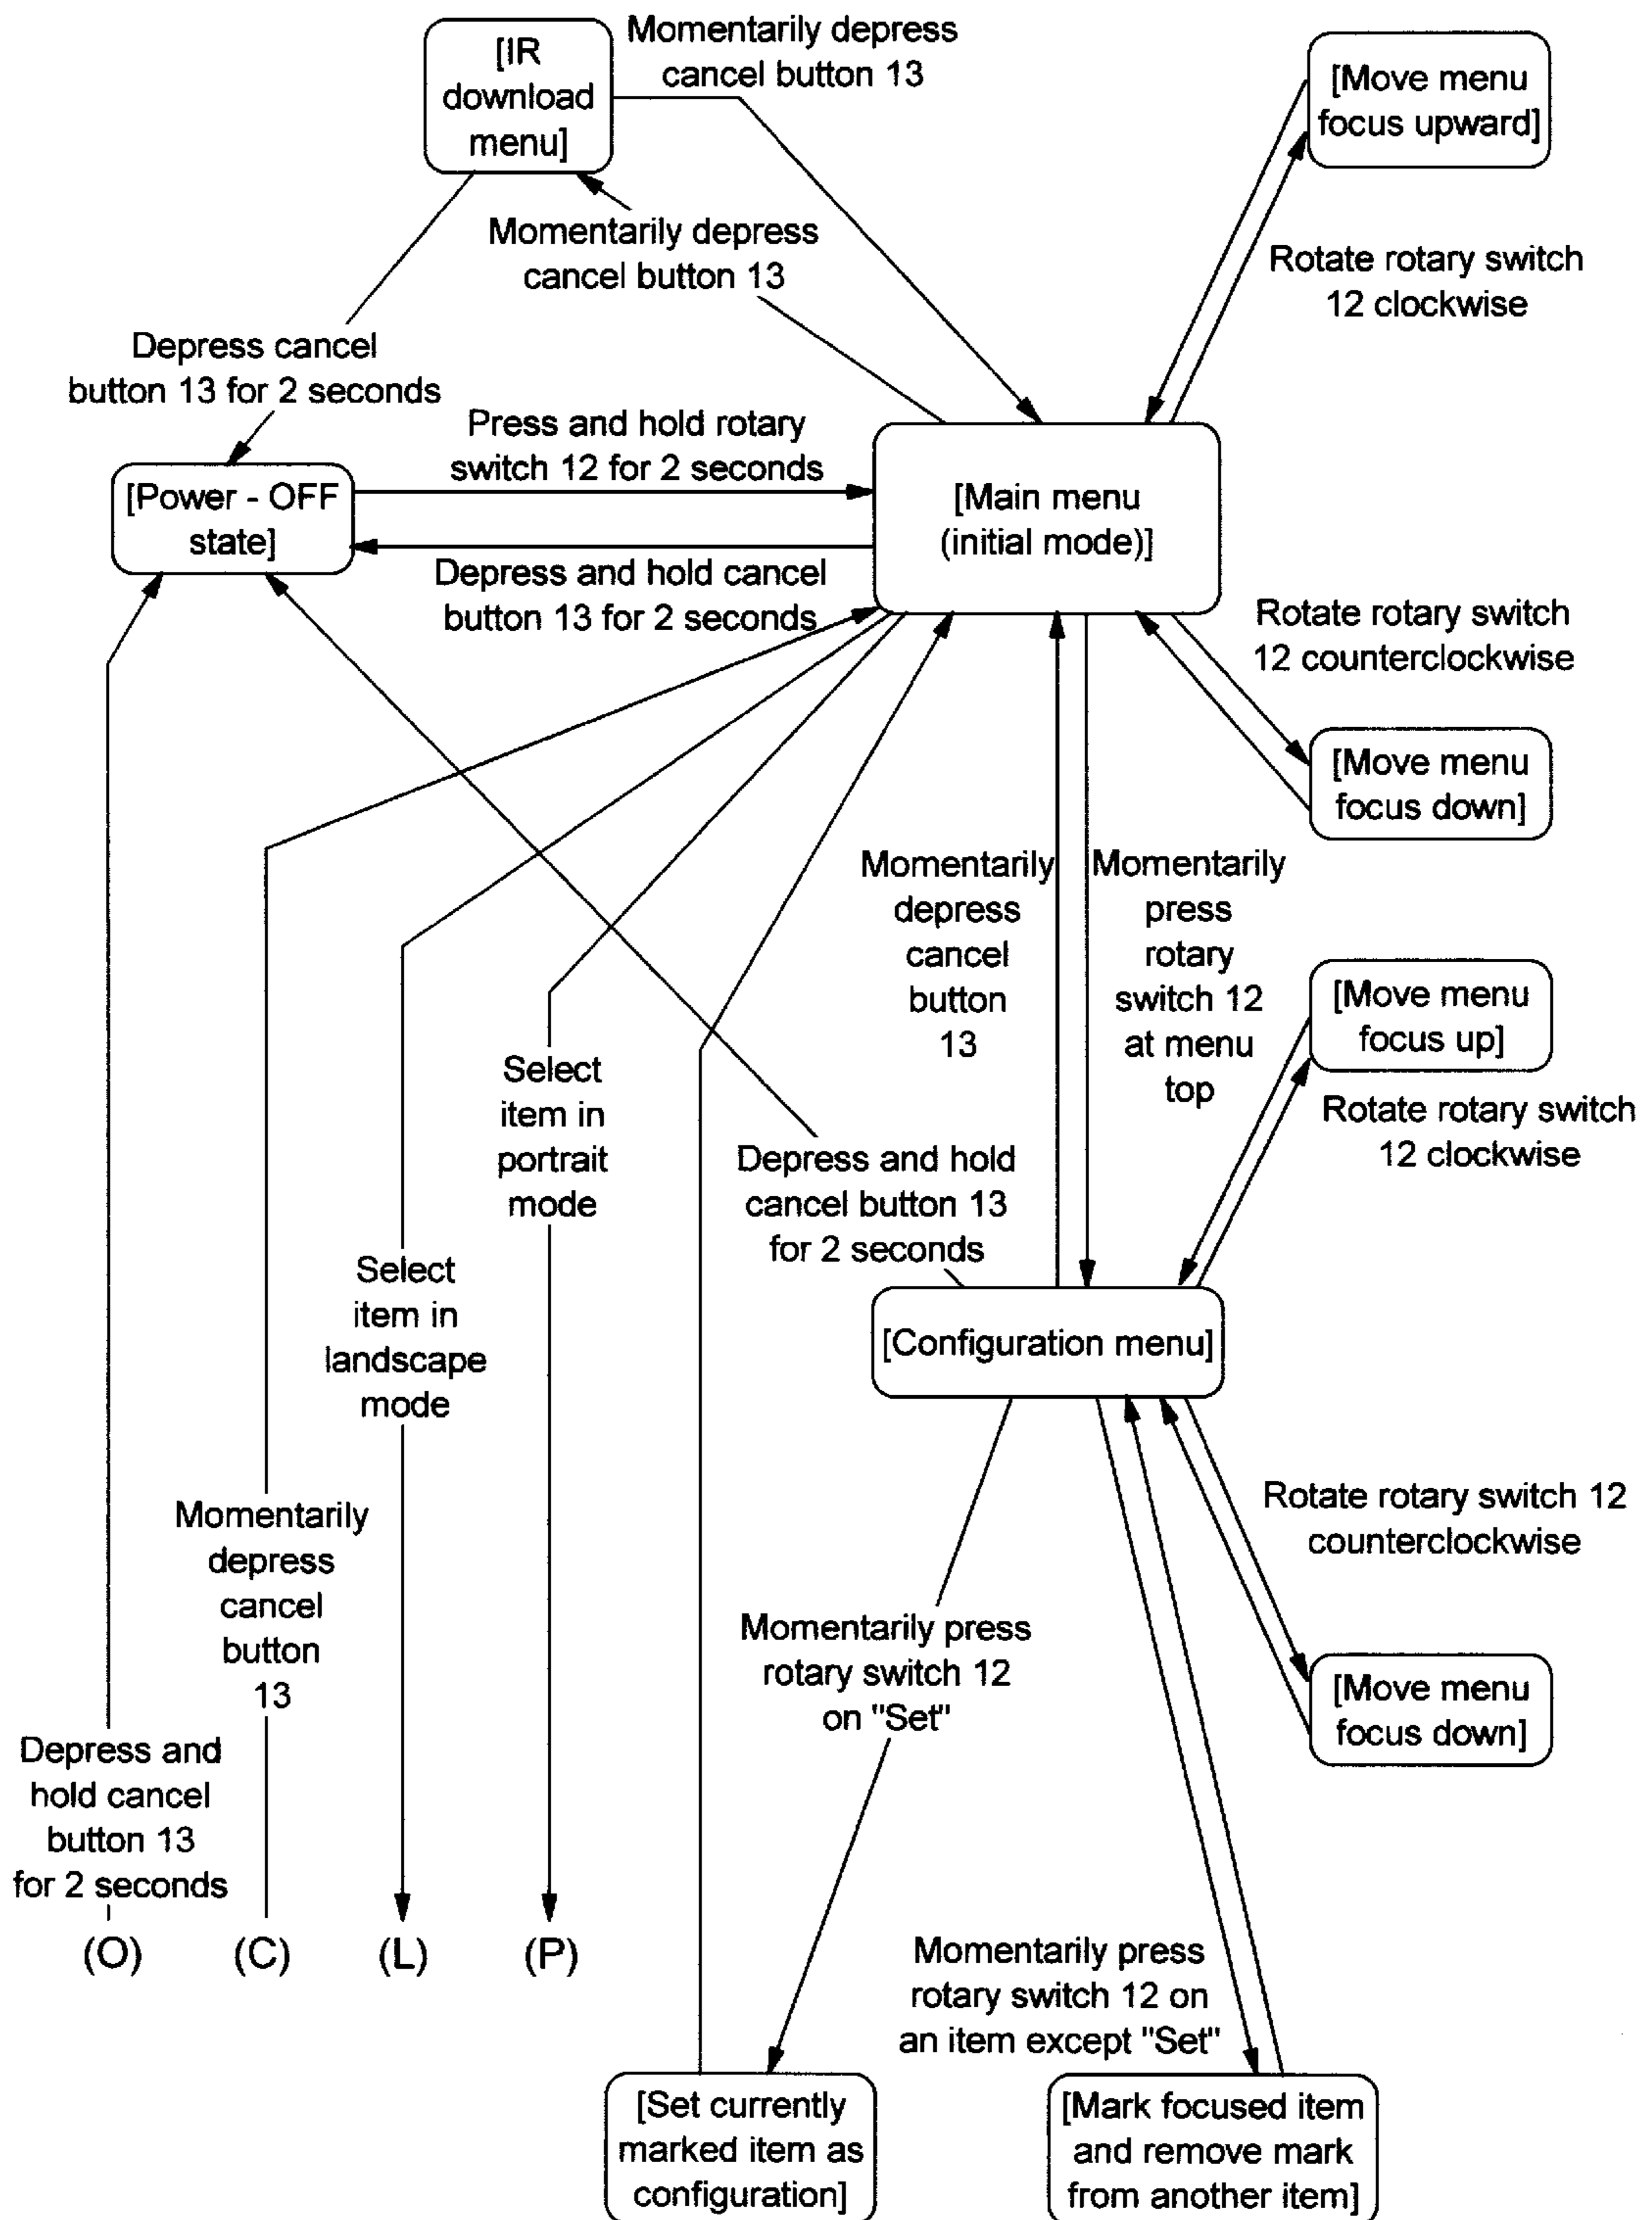 [IR
download
menu]
Momentarily depress
cancel button 13
[Move menu
focus upward]
Momentarily depress
cancel button 13
Rotate rotary switch
12 clockwise
Depress cancel
button 13 for 2 seconds
Press and hold rotary
switch 12 for 2 seconds
[Power - OFF
state]
[Main menu
(initial mode)]
Depress and hold cancel
button 13 for 2 seconds
Rotate rotary switch
12 counterclockwise
[Move menu
focus down]
Momentarily
depress
cancel
button
13
Momentarily
press
rotary
switch 12
at menu
top
[Move menu
focus up]
Rotate rotary switch
12 clockwise
Select
item in
portrait
mode
Depress and hold
cancel button 13
for 2 seconds
Select
item in
landscape
mode
[Configuration menu]
Momentarily
depress
cancel
button
13
Rotate rotary switch 12
counterclockwise
Momentarily press
rotary switch 12
on "Set"
[Move menu
focus down]
Depress and
hold cancel
button 13
for 2 seconds
(O)
(C)
(L)
(P)
Momentarily press
rotary switch 12 on
an item except "Set"
[Set currently
marked item as
configuration]
[Mark focused item
and remove mark
from another item]